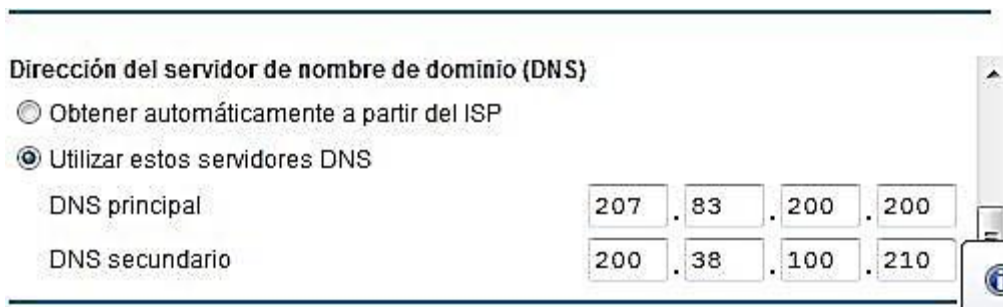 Dirección del servidor de nombre de dominio (DNS)
Obtener automáticamente a partir del ISP
Utilizar estos servidores DNS
DNS principal 207 . 83 . 200 . 200
DNS secundario 200 . 38 . 100 . 210